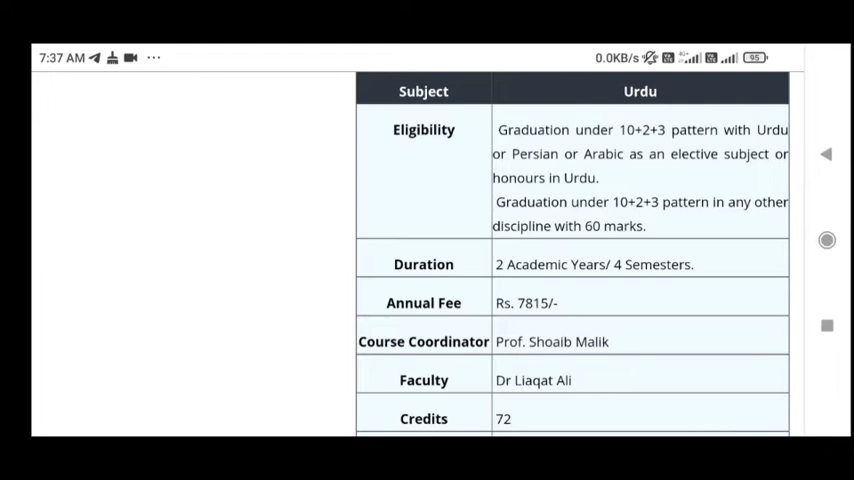 7:37 AM ... 0.0KB/s 4G+ 95
Subject Urdu
Eligibility Graduation under 10+2+3 pattern with Urdu
or Persian or Arabic as an elective subject or
honours in Urdu.
Graduation under 10+2+3 pattern in any other
discipline with 60 marks.
Duration 2 Academic Years/ 4 Semesters.
Annual Fee Rs. 7815/-
Course Coordinator Prof. Shoaib Malik
Faculty Dr Liaqat Ali
Credits 72